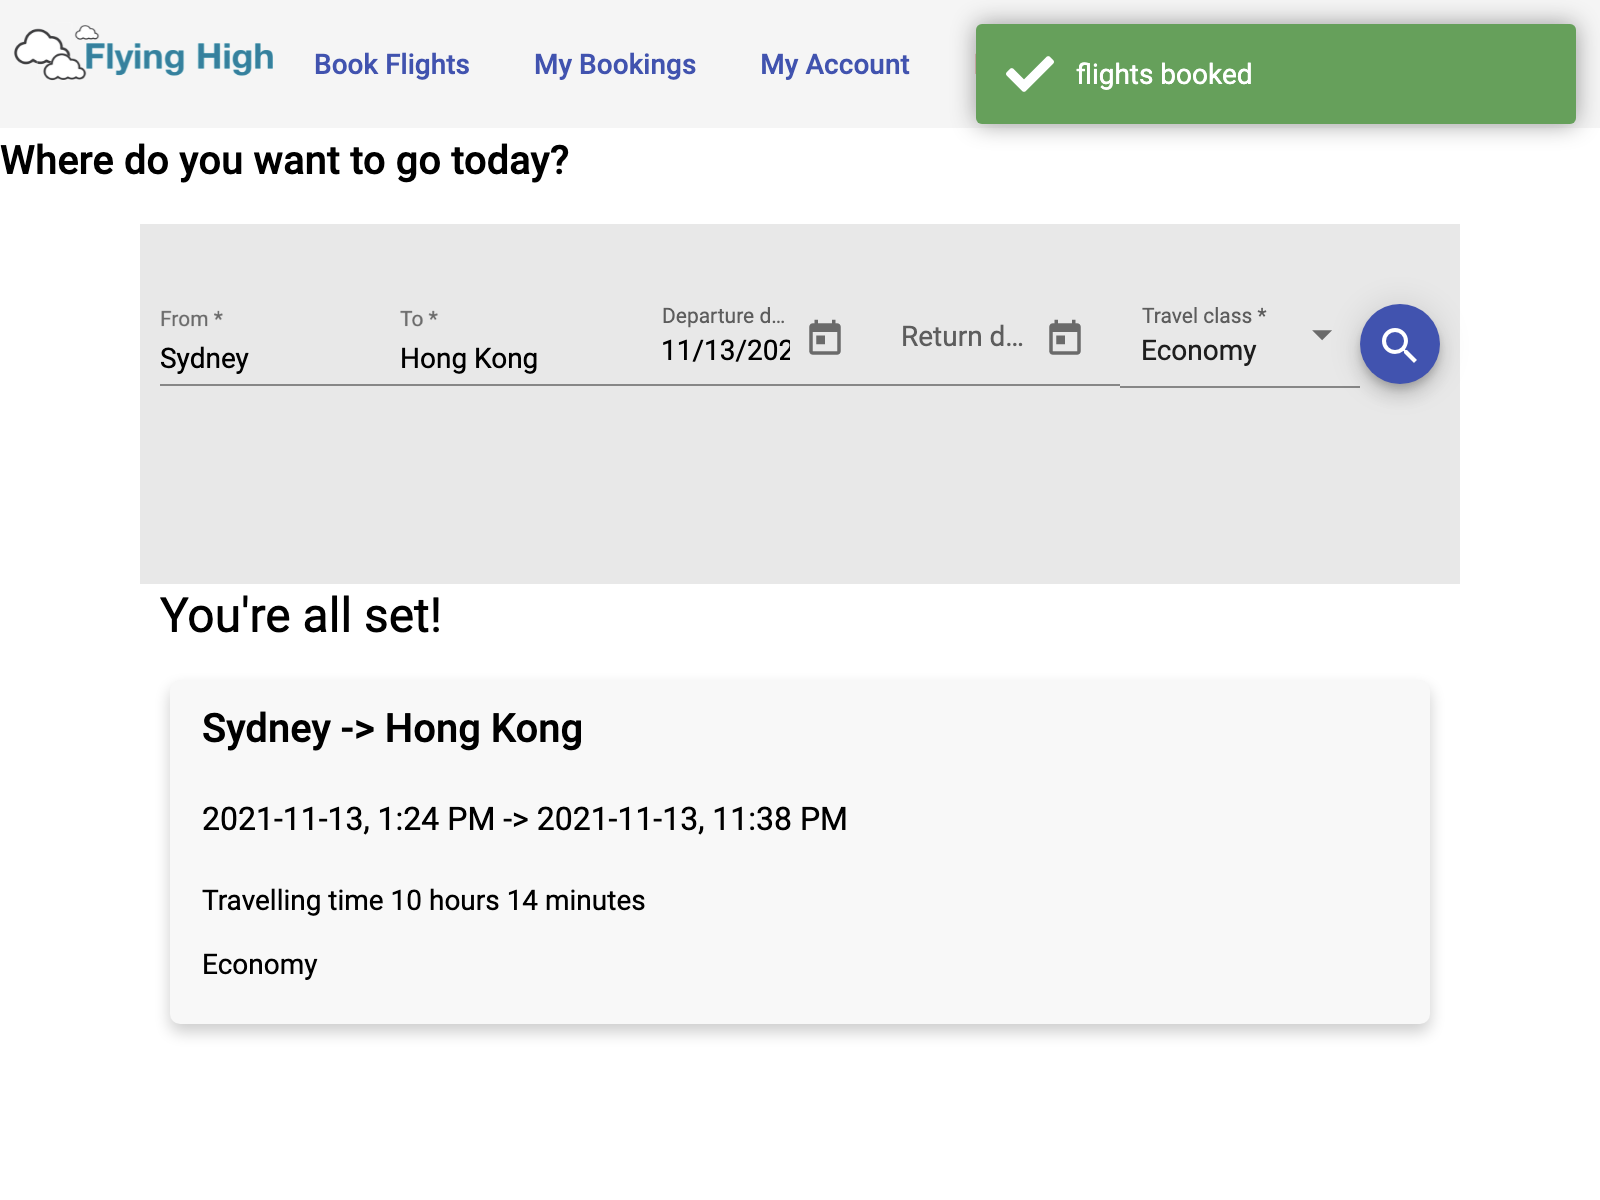 Flying High
Book Flights
My Bookings
My Account
flights booked
Where do you want to go today?
From *
To *
Departure d...
Travel class *
Sydney
Hong Kong
11/13/202
Return d...
Economy
You're all set!
Sydney -> Hong Kong
2021-11-13, 1:24 PM -> 2021-11-13, 11:38 PM
Travelling time 10 hours 14 minutes
Economy